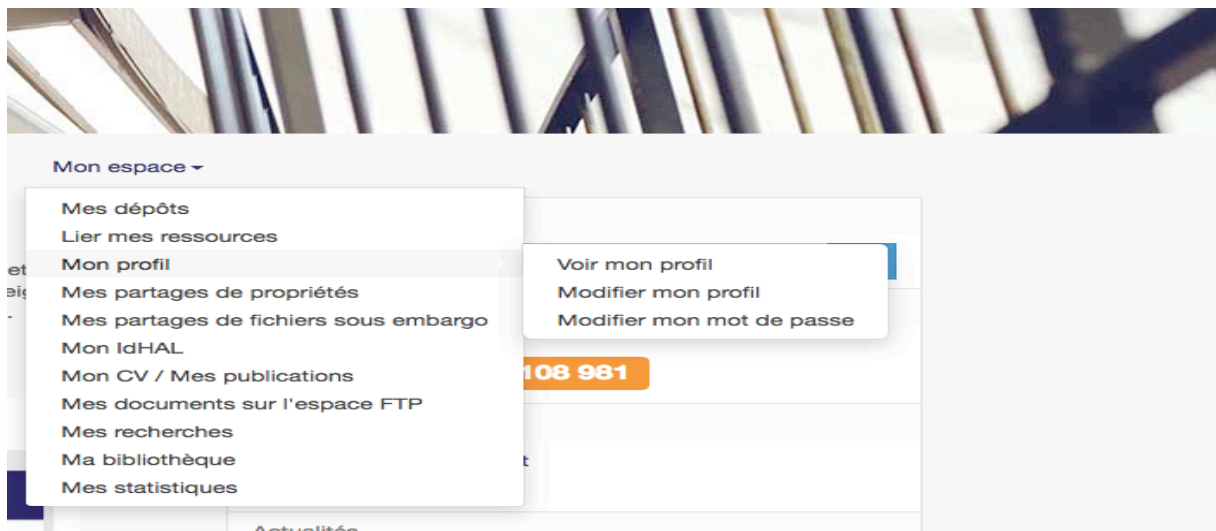 Mon espace
Mes dépôts
Lier mes ressources
Mon profil
Mes partages de propriétés
Mes partages de fichiers sous embargo
Mon IdHAL
Mon CV / Mes publications
Mes documents sur l'espace FTP
Mes recherches
Ma bibliothèque
Mes statistiques
Voir mon profil
Modifier mon profil
Modifier mon mot de passe
108 981
et
t